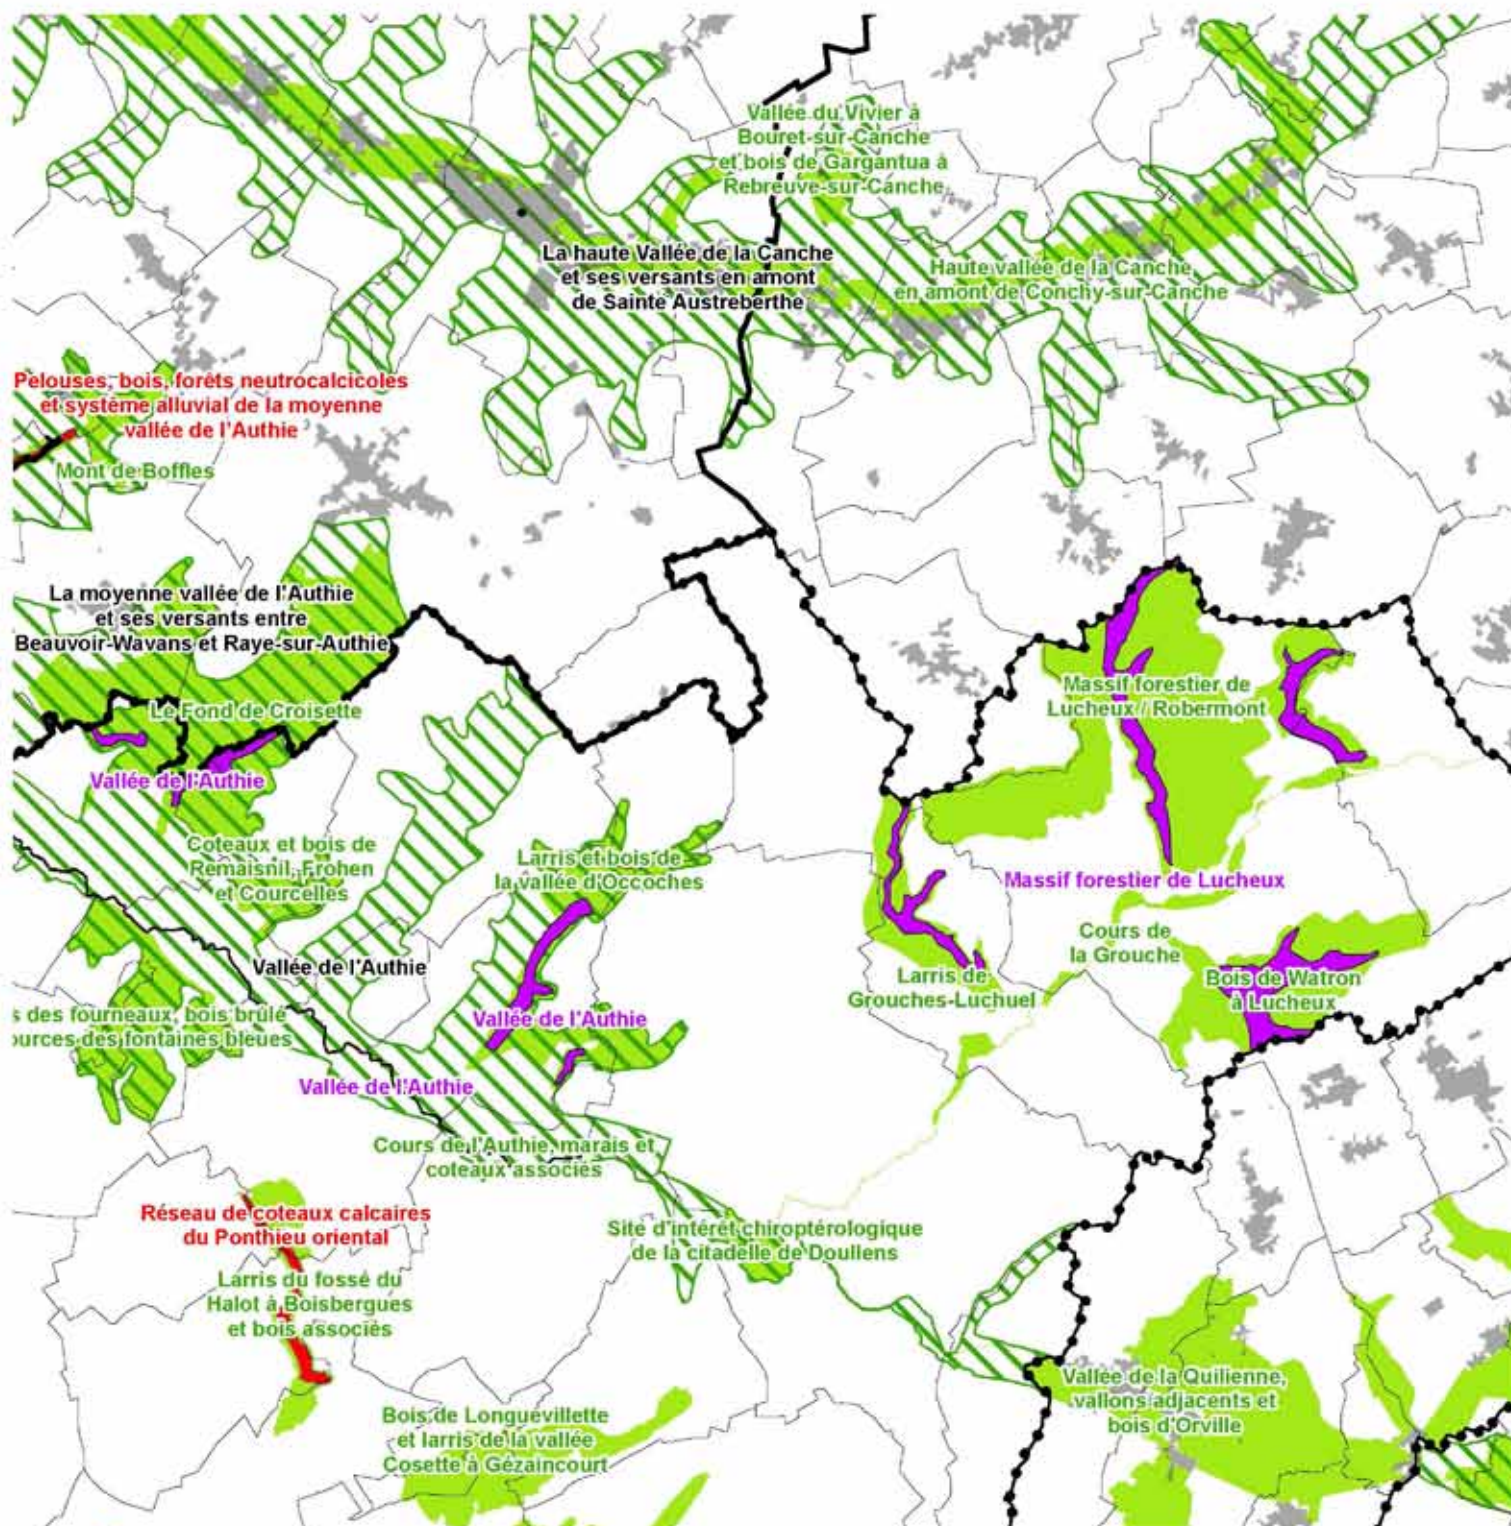 Vallée du Vivier à
Bouret-sur-Canche
et bois de Gargantua à
Rebreuve-sur-Canche
La haute Vallée de la Canche
et ses versants en amont
de Sainte Austreberthe
Haute vallée de la Canche
en amont de Conchy-sur-Canche
Pelouses, bois, forêts neutrocalcicoles
et système alluvial de la moyenne
vallée de l'Authie
Mont de Boffles
La moyenne vallée de l'Authie
et ses versants entre
Beauvoir-Wavans et Raye-sur-Authie
Le Fond de Croisette
Vallée de l'Authie
Massif forestier de
Lucheux / Robermont
Coteaux et bois de
Remaisnil, Frohen
et Courcelles
Larris et bois de
la vallée d'Occoches
Massif forestier de Lucheux
Cours de
la Grouche
Vallée de l'Authie
Larris de
Grouches-Luchuel
Bois de Watron
à Lucheux
s des fourneaux, bois brûlé
ources des fontaines bleues
Vallée de l'Authie
Vallée de l'Authie
Cours de l'Authie, marais et
coteaux associés
Réseau de coteaux calcaires
du Ponthieu oriental
Site d'intérêt chiroptérologique
de la citadelle de Doullens
Larris du fossé du
Halot à Boisbergues
et bois associés
Vallée de la Quilienne,
vallons adjacents et
bois d'Orville
Bois de Longuevillette
et larris de la vallée
Cosette à Gézaincourt